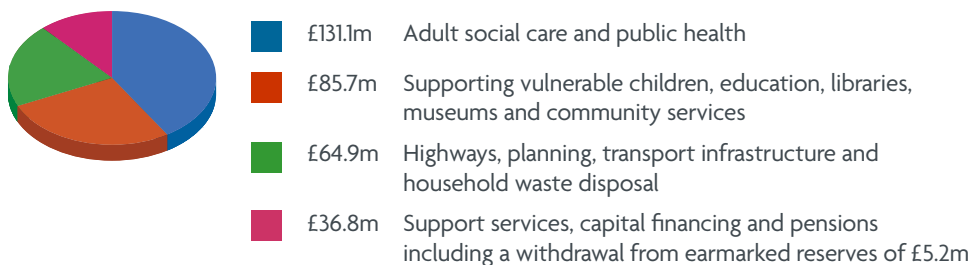 £131.1m Adult social care and public health
£85.7m Supporting vulnerable children, education, libraries,
museums and community services
£64.9m Highways, planning, transport infrastructure and
household waste disposal
£36.8m Support services, capital financing and pensions
including a withdrawal from earmarked reserves of £5.2m